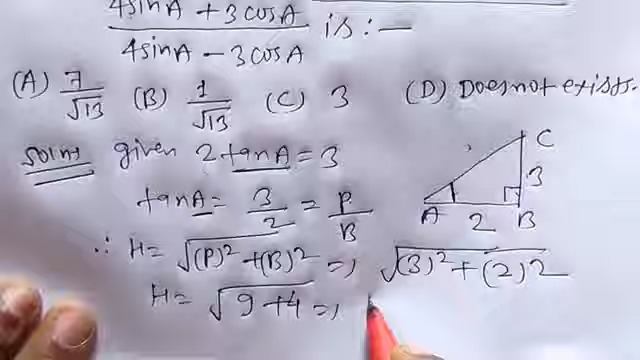 4sinA + 3cosA
4sinA − 3cosA is : —
(A) 7/√13 (B) 1/√13 (C) 3 (D) Does not exists.
Soln: given 2tanA = 3
tanA = 3/2 = P/B
∴ H = √(P)² + (B)² => √(3)² + (2)2
H = √9+4 =>
C
3
A 2 B